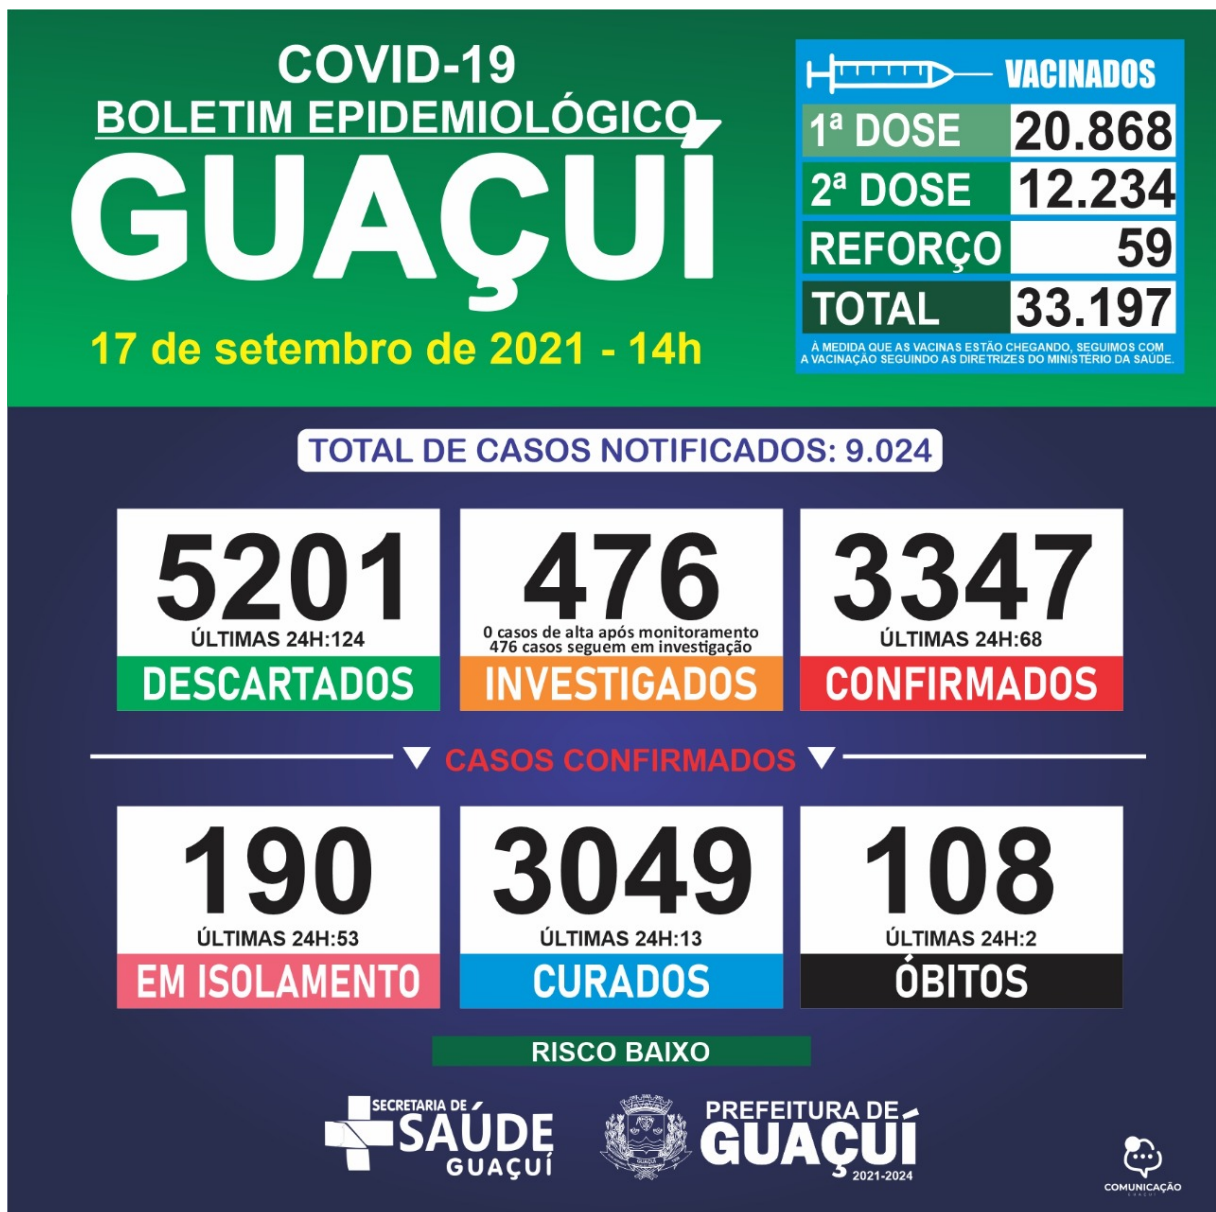 COVID-19
BOLETIM EPIDEMIOLÓGICO
GUAÇUÍ
17 de setembro de 2021 - 14h
VACINADOS
1ª DOSE 20.868
2ª DOSE 12.234
REFORÇO 59
TOTAL 33.197
À MEDIDA QUE AS VACINAS ESTÃO CHEGANDO, SEGUIMOS COM
A VACINAÇÃO SEGUINDO AS DIRETRIZES DO MINISTÉRIO DA SAÚDE.
TOTAL DE CASOS NOTIFICADOS: 9.024
5201
ÚLTIMAS 24H:124
DESCARTADOS
476
0 casos de alta após monitoramento
476 casos seguem em investigação
INVESTIGADOS
3347
ÚLTIMAS 24H:68
CONFIRMADOS
CASOS CONFIRMADOS
190
ÚLTIMAS 24H:53
EM ISOLAMENTO
3049
ÚLTIMAS 24H:13
CURADOS
108
ÚLTIMAS 24H:2
ÓBITOS
RISCO BAIXO
SECRETARIA DE
SAÚDE
GUAÇUÍ
PREFEITURA DE
GUAÇUÍ
2021-2024
COMUNICAÇÃO
GUAÇUÍ